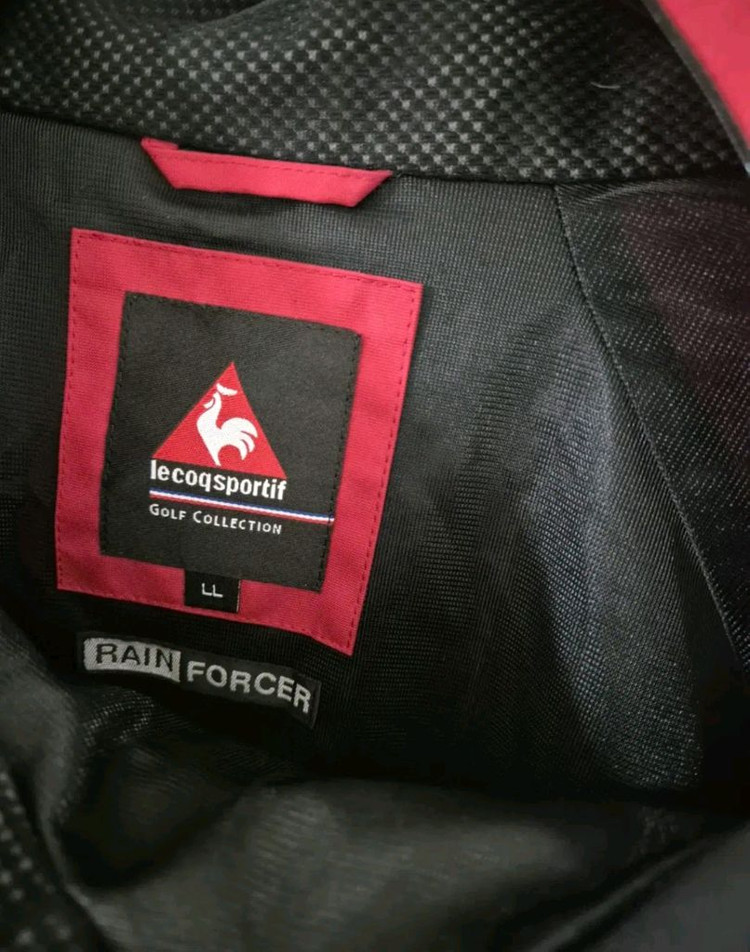 lecoqsportif
GOLF COLLECTION
LL
RAIN FORCER